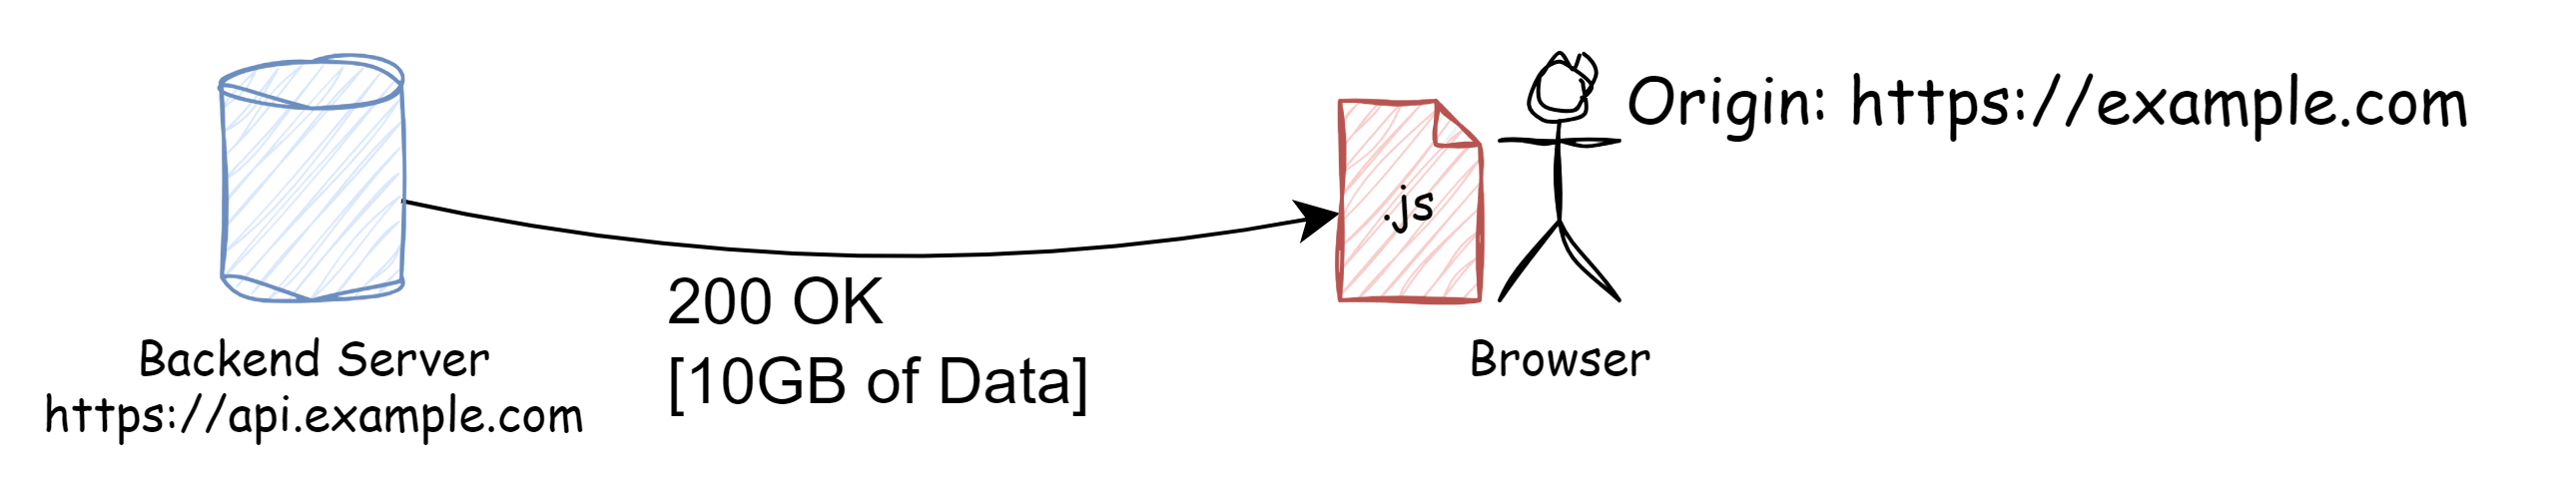 Origin: https://example.com
.js
200 OK
[10GB of Data]
Backend Server
https://api.example.com
Browser